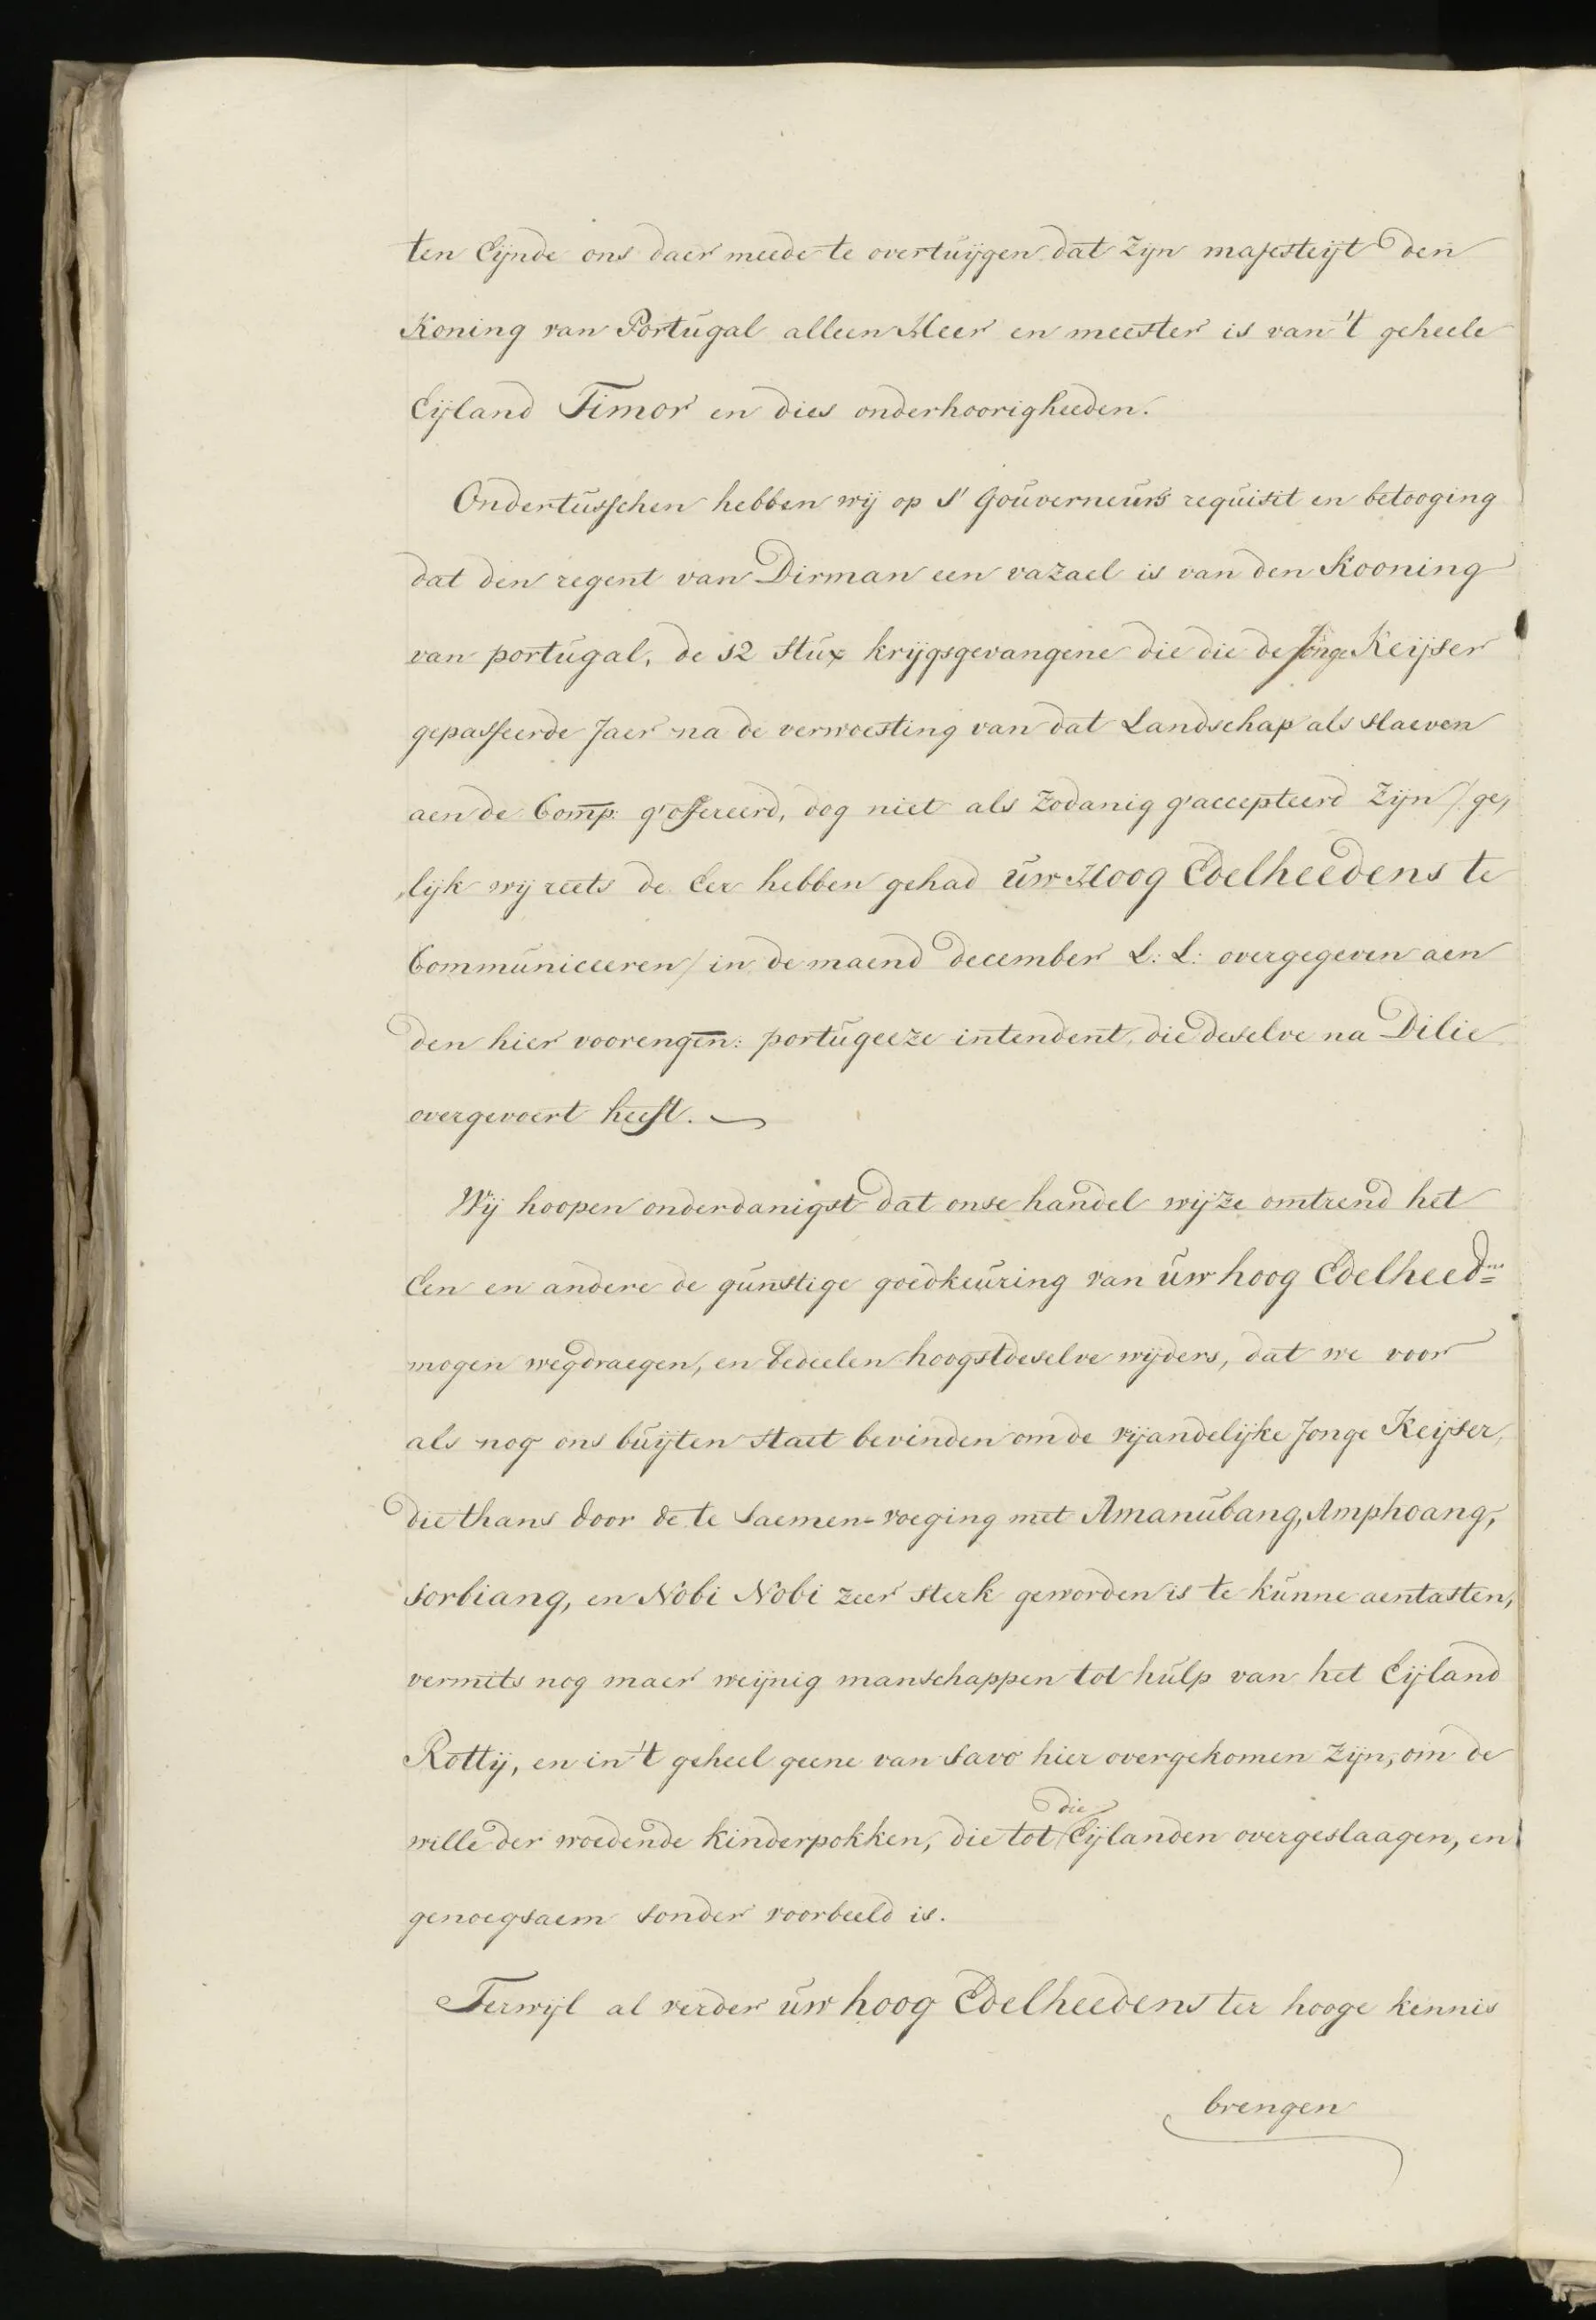 ten Eijnde ons daer meede te overtuijgen dat zijn majesteijt den
Koning van Portugal alleen Heer en meester is van 't geheele
Eijland Timor en dies onderhoorigheeden.
Ondertusschen hebben wij op s' Gouverneurs requisit en betooging
dat den regent van Dirman een vazael is van den Kooning
van portugal, de 12 stux krijgsgevangene die die de Jonge Keijser
gepasseerde Jaer na de verwoesting van dat Landschap als slaeven
aen de Comp: g'offereerd, dog niet als zodanig g'accepteerd zijn /: ge,
,lijk wij reets de Eer hebben gehad uw Hoog Edelheedens te
Communiceeren / in de maend december L: L: overgegeven aen
den hier voorengen: portugeeze intendent, die deselve na Dilie
overgevoert heeft.
Wij hoopen onderdanigst dat onse handel wijze omtrend het
Een en andere de gunstige goedkeuring van uw hoog Edelheedns
mogen wegdraegen, en bedeelen hoogstdeselve wijders, dat we voor
als nog ons buijten staet bevinden om de vijandelijke Jonge Keijser,
die thans door de te saemen=voeging met Amanubang, Amphoang,
sorbiang, en Nobi Nobi zeer sterk geworden is te kunne aentasten,
vermits nog maer weijnig manschappen tot hulp van het Eijland
Rottij, en in 't geheel geene van Savo hier overgekomen zijn, om de
wille der woedende kinderpokken, die tot die Eijlanden overgeslaagen, en
genoegsaem sonder voorbeeld is.
Terwijl al verder uw hoog Edelheedens ter hooge kennis
brengen